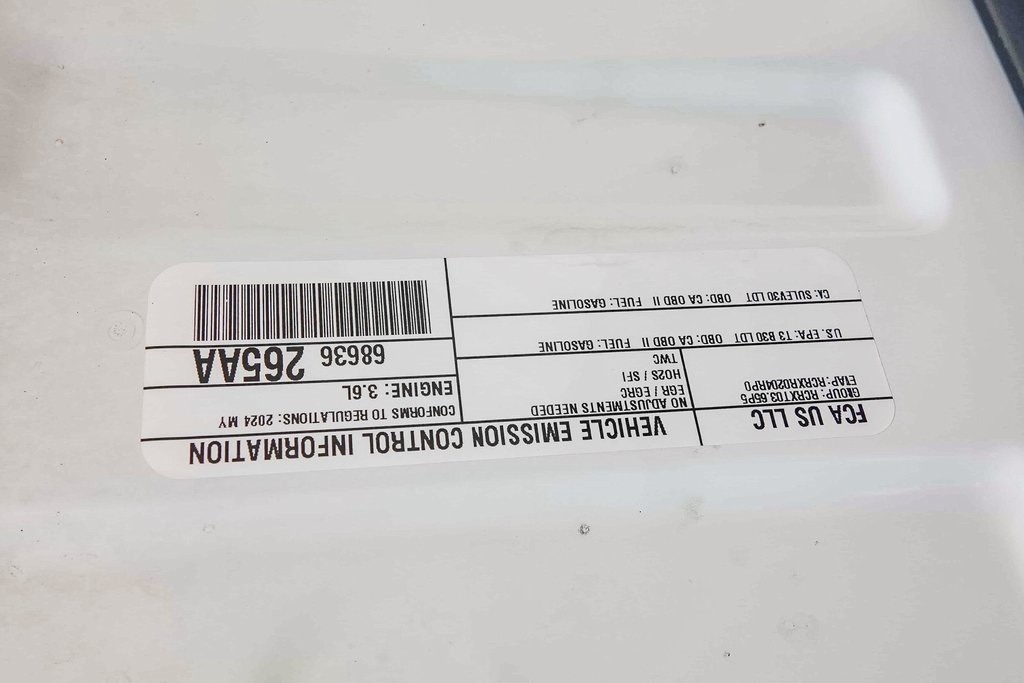 FCA US LLC
VEHICLE EMISSION CONTROL INFORMATION
GROUP: RCRXT03.65P5
EVAP: RCRXR0204RP0
NO ADJUSTMENTS NEEDED
EGR / EGRC
HO2S / SFI
TWC
CONFORMS TO REGULATIONS: 2024 MY
ENGINE: 3.6L
68636 265AA
U.S. EPA: T3 B30 LDT OBD: CA OBD II FUEL: GASOLINE
CA: SULEV30 LDT OBD: CA OBD II FUEL: GASOLINE